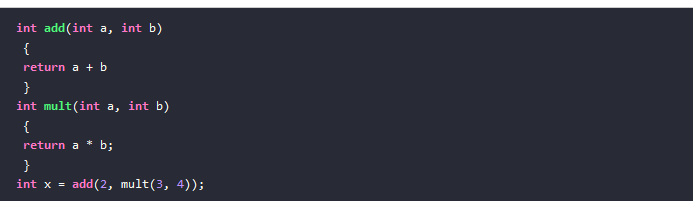 int add(int a, int b)
{
return a + b
}
int mult(int a, int b)
{
return a * b;
}
int x = add(2, mult(3, 4));